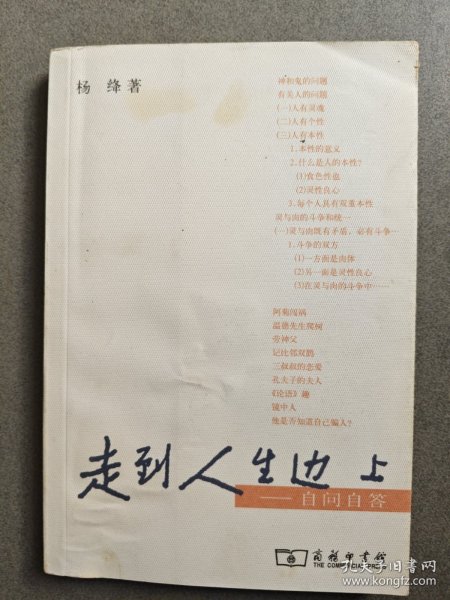 杨 绛 著
神和鬼的问题
有关人的问题
(一)人有灵魂
(二)人有个性
(三)人有本性
1.本性的意义
2.什么是人的本性?
(1)食色性也
(2)灵性良心
3.每个人具有双重本性
灵与肉的斗争和统一
(一)灵与肉既有矛盾,必有斗争…
1.斗争的双方
(1)一方面是肉体
(2)另一面是灵性良心
(3)在灵与肉的斗争中……
阿菊闯祸
温德先生爬树
劳神父
记比邻双鹊
三叔叔的恋爱
孔夫子的夫人
《论语》趣
镜中人
他是否知道自己骗人?
走到人生边上
——自问自答
商务印书馆
THE COMMERCIAL PRESS
孔夫子旧书网
www.kongfz.com